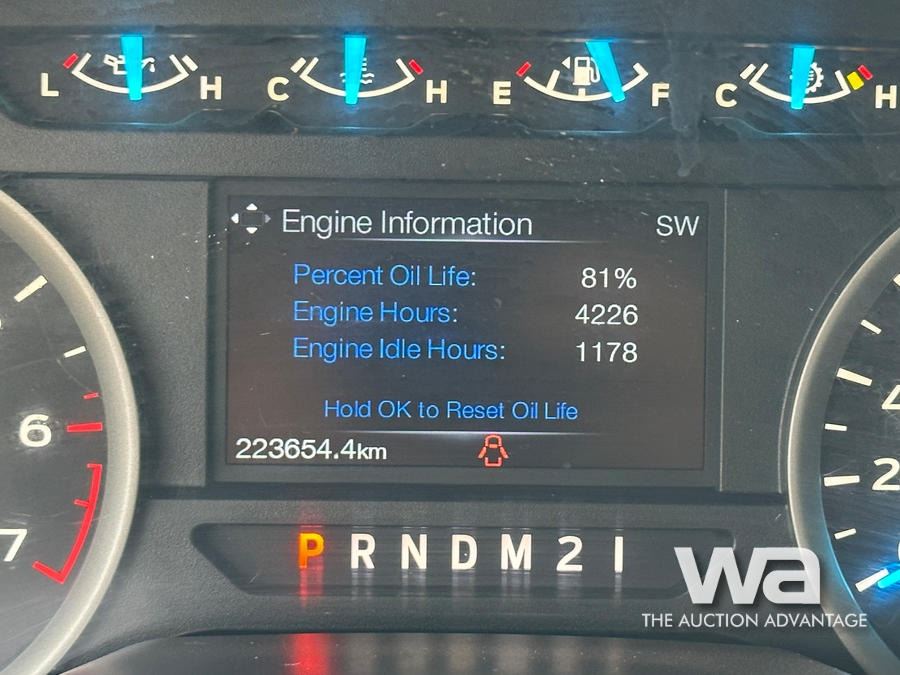 L H C H E F C H
Engine Information SW
Percent Oil Life: 81%
Engine Hours: 4226
Engine Idle Hours: 1178
Hold OK to Reset Oil Life
223654.4km
6
7
2
P R N D M 2 1
wa
THE AUCTION ADVANTAGE